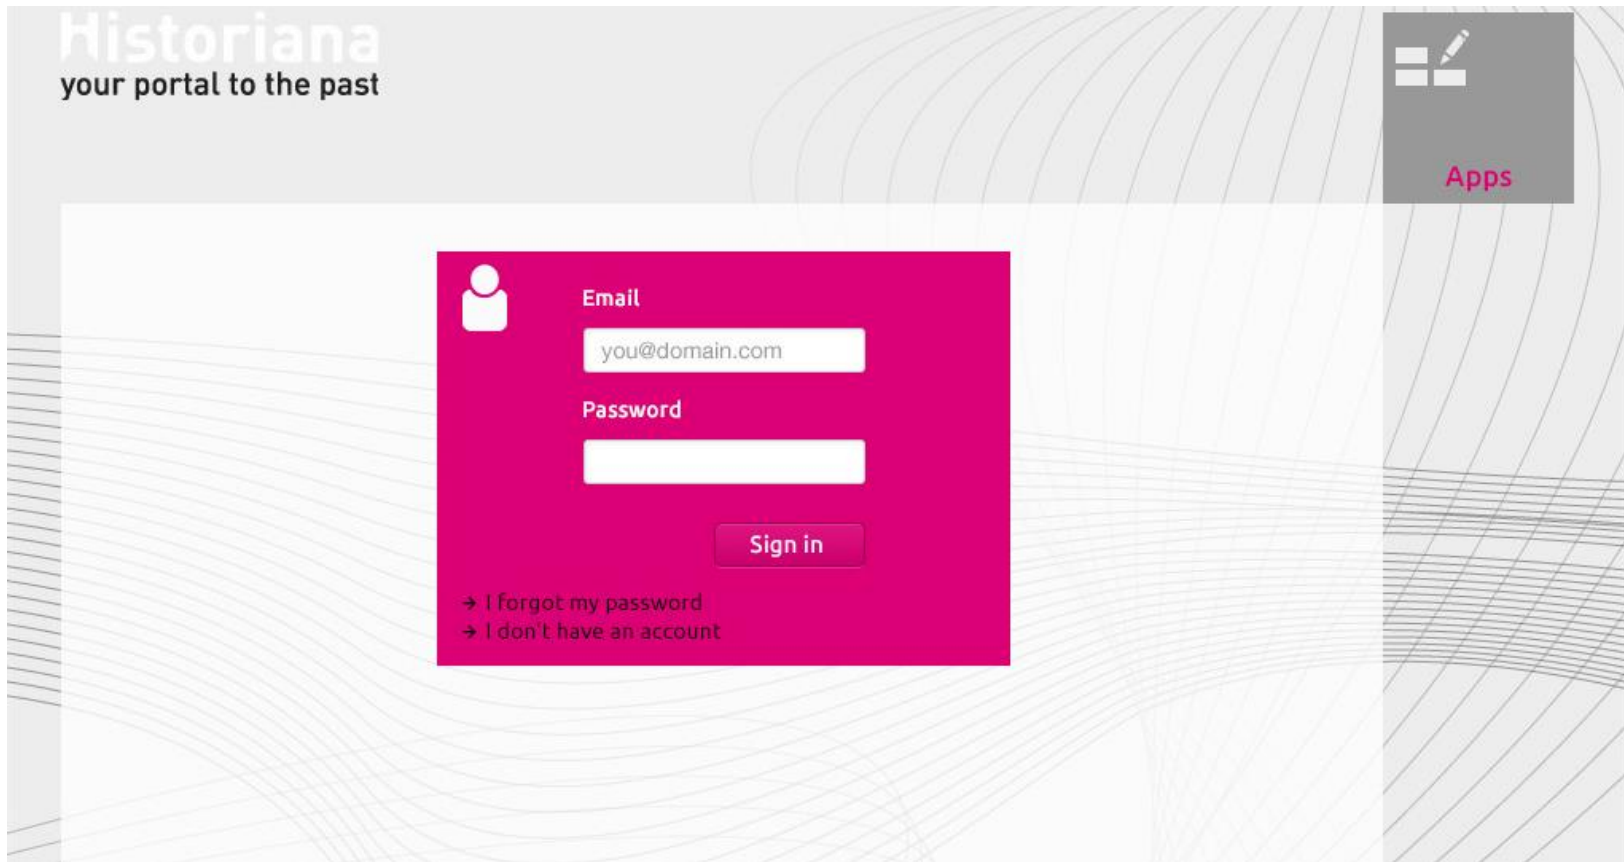 Historiana
your portal to the past
Apps
Email
you@domain.com
Password
Sign in
→ I forgot my password
→ I don't have an account